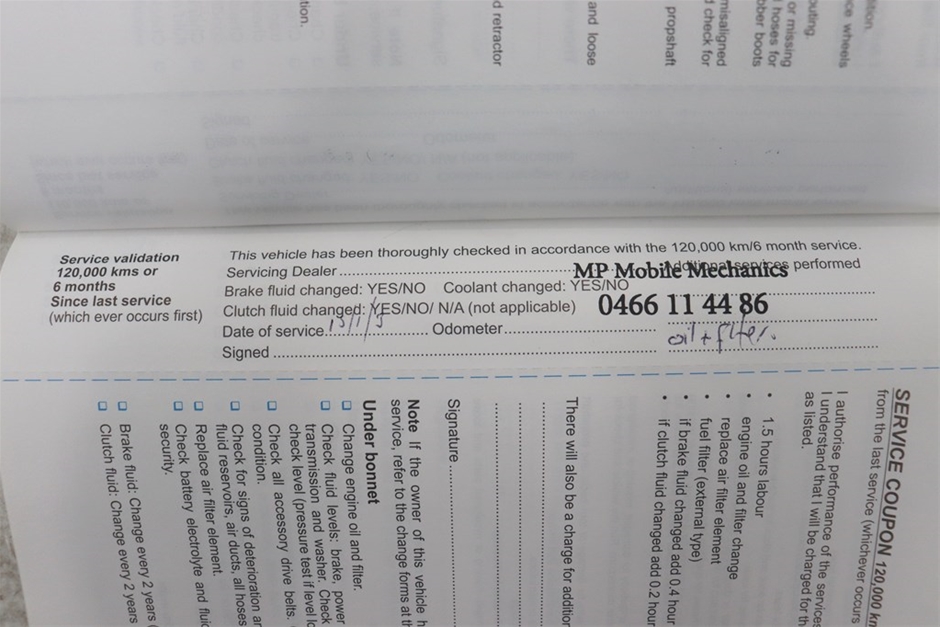 tion.
d retractor
and loose
propshaft
misaligned
d check for
or missing
hoses for
bber boots
outing.
ce wheels
Service validation
120,000 kms or
6 months
Since last service
(which ever occurs first)
This vehicle has been thoroughly checked in accordance with the 120,000 km/6 month service.
Servicing Dealer
Additional services performed
MP Mobile Mechanics
Brake fluid changed: YES/NO Coolant changed: YES/NO
0466 11 44 86
Clutch fluid changed: YES/NO/ N/A (not applicable)
Date of service Odometer
oil + filter.
Signed
SERVICE COUPON 120,000 km
from the last service (whichever occurs
I authorise performance of the services
I understand that I will be charged for th
as listed.
• 1.5 hours labour
• engine oil and filter change
• replace air filter element
• fuel filter (external type)
• if brake fluid changed add 0.4 hour
• if clutch fluid changed add 0.2 hour
There will also be a charge for addition
Signature
Note If the owner of this vehicle h
service, refer to the change forms at th
Under bonnet
Change engine oil and filter.
Check fluid levels: brake, power
transmission and washer. Check
check level (pressure test if level lo
Check all accessory drive belts.
condition.
Check for signs of deterioration an
fluid reservoirs, air ducts, all hoses
Replace air filter element.
Check battery electrolyte and fluid
security.
Brake fluid: Change every 2 years
Clutch fluid: Change every 2 years